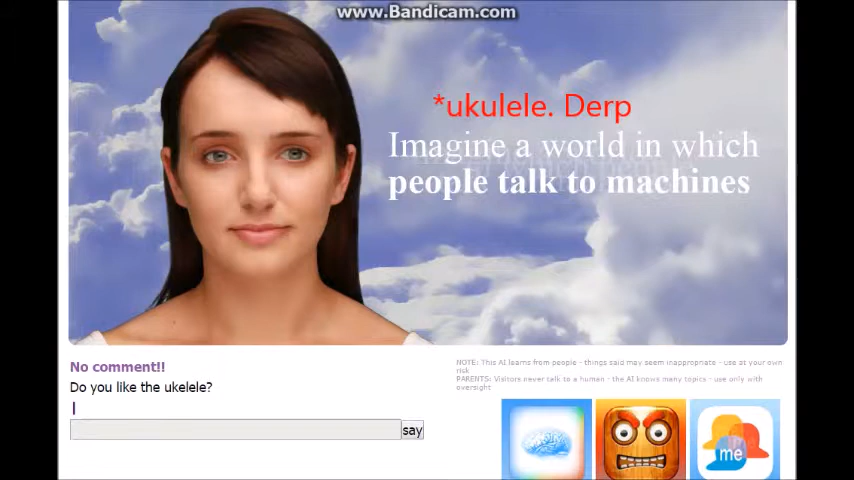 www.Bandicam.com
*ukulele. Derp
Imagine a world in which
people talk to machines
No comment!!
Do you like the ukelele?
say
NOTE: This AI learns from people - things said may seem inappropriate - use at your own
risk
PARENTS: Visitors never talk to a human - the AI knows many topics - use only with
oversight
me